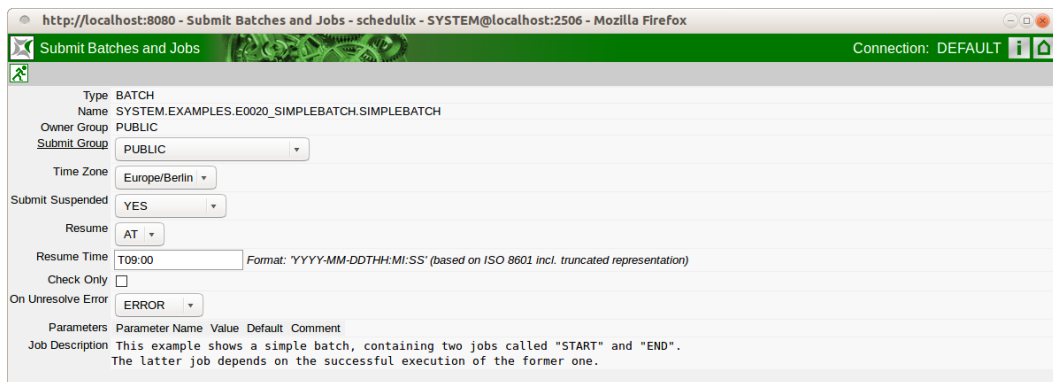 http://localhost:8080 - Submit Batches and Jobs - schedulix - SYSTEM@localhost:2506 - Mozilla Firefox
Submit Batches and Jobs Connection: DEFAULT
Type BATCH
Name SYSTEM.EXAMPLES.E0020_SIMPLEBATCH.SIMPLEBATCH
Owner Group PUBLIC
Submit Group PUBLIC
Time Zone Europe/Berlin
Submit Suspended YES
Resume AT
Resume Time T09:00 Format: 'YYYY-MM-DDTHH:MI:SS' (based on ISO 8601 incl. truncated representation)
Check Only
On Unresolve Error ERROR
Parameters Parameter Name Value Default Comment
Job Description This example shows a simple batch, containing two jobs called "START" and "END".
The latter job depends on the successful execution of the former one.